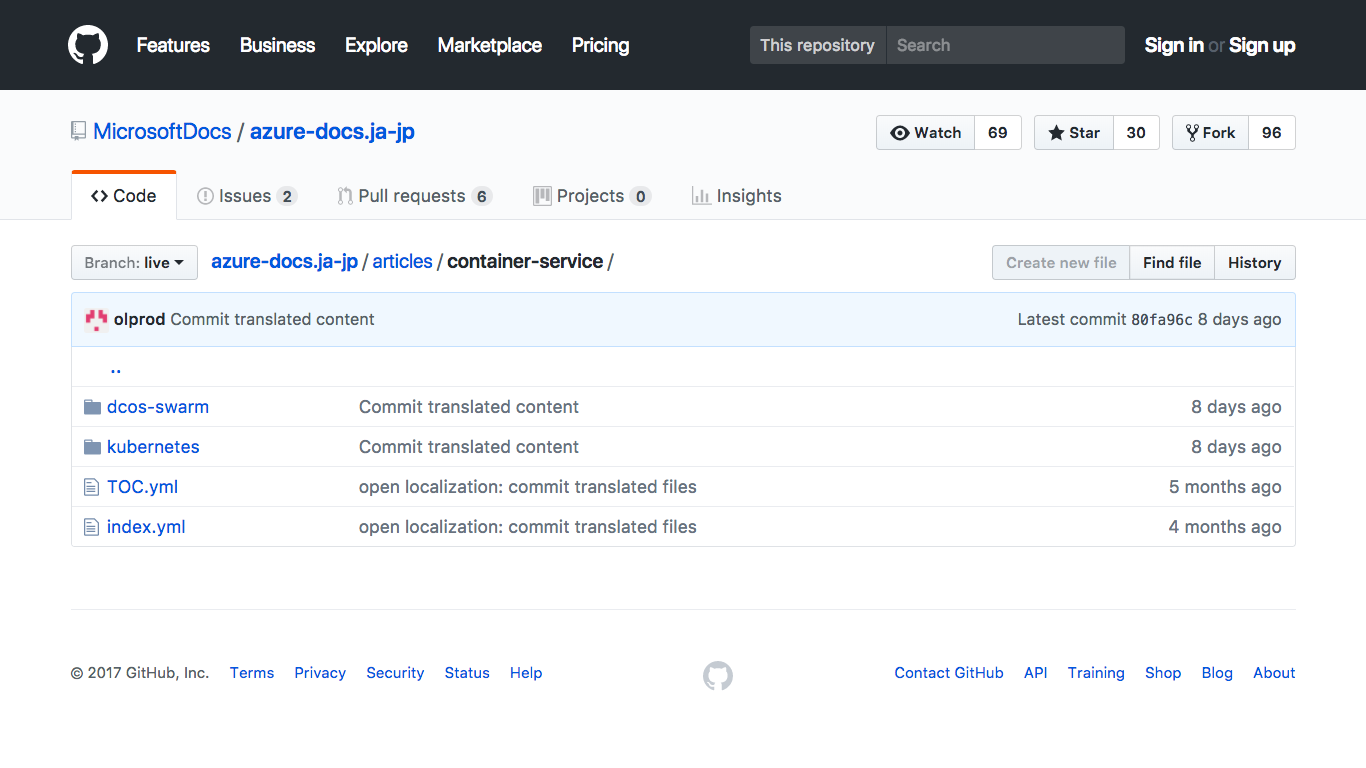 Features Business Explore Marketplace Pricing This repository Search Sign in or Sign up
MicrosoftDocs / azure-docs.ja-jp Watch 69 Star 30 Fork 96
Code Issues 2 Pull requests 6 Projects 0 Insights
Branch: live azure-docs.ja-jp / articles / container-service / Create new file Find file History
olprod Commit translated content Latest commit 80fa96c 8 days ago
..
dcos-swarm Commit translated content 8 days ago
kubernetes Commit translated content 8 days ago
TOC.yml open localization: commit translated files 5 months ago
index.yml open localization: commit translated files 4 months ago
© 2017 GitHub, Inc. Terms Privacy Security Status Help Contact GitHub API Training Shop Blog About